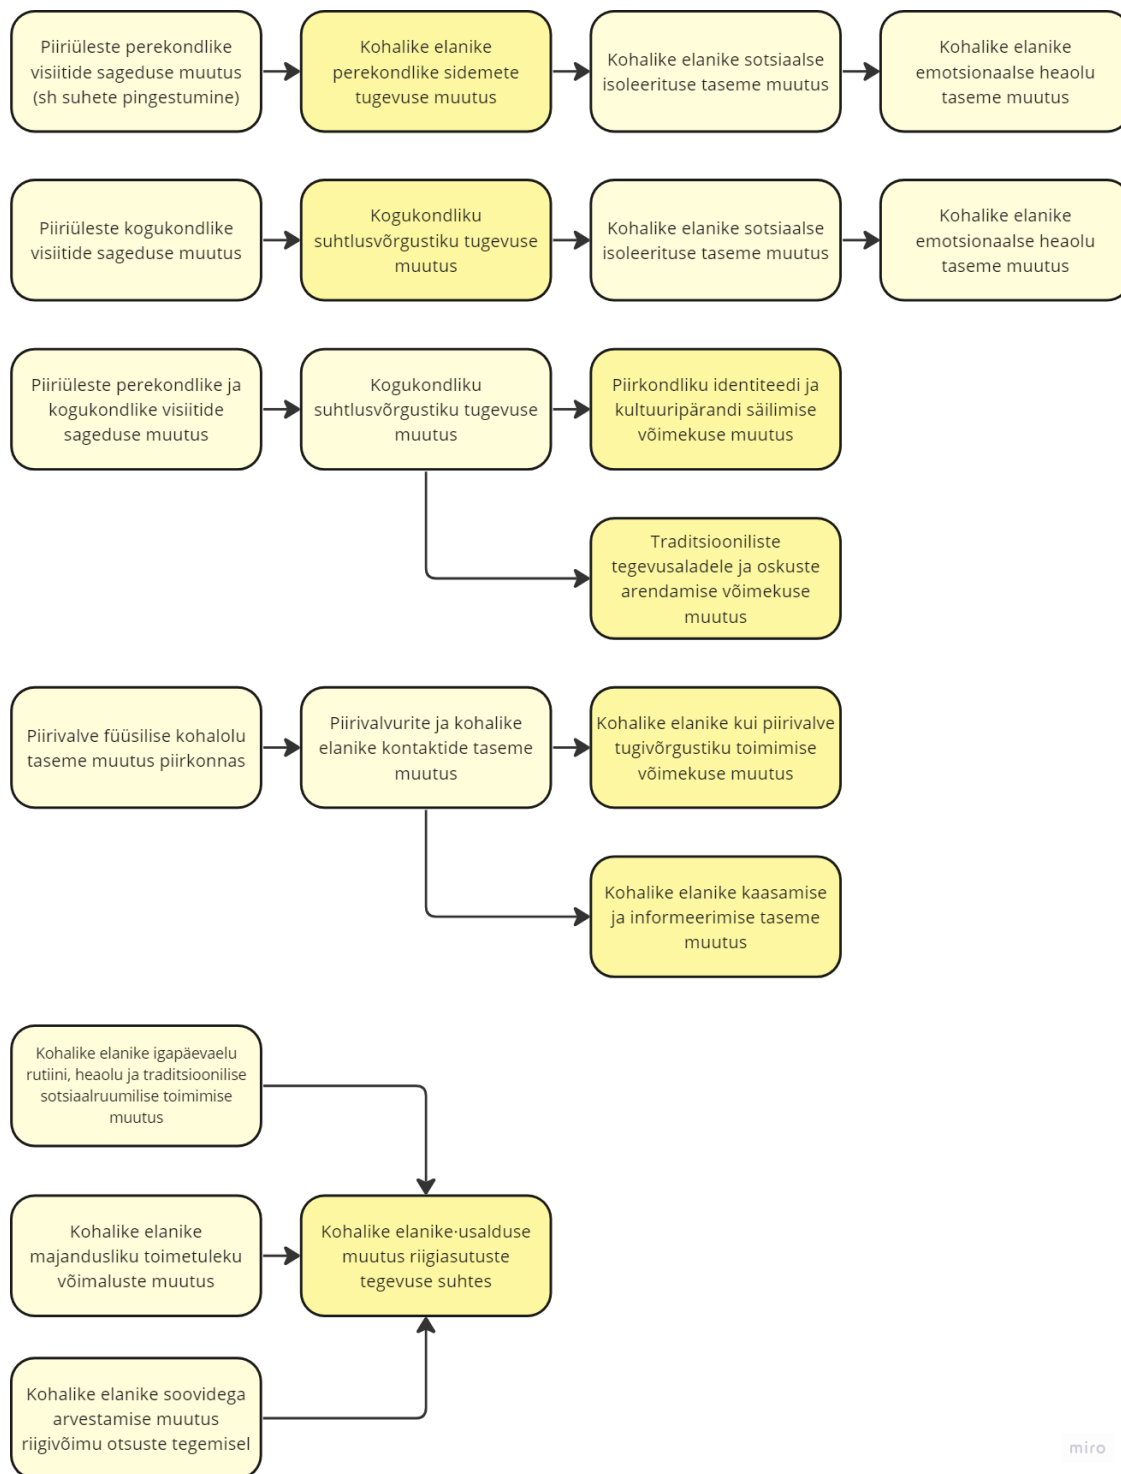 Piiriüleste perekondlike
visiitide sageduse muutus
(sh suhete pingestumine)
Kohalike elanike
perekondlike sidemete
tugevuse muutus
Kohalike elanike sotsiaalse
isoleerituse taseme muutus
Kohalike elanike
emotsionaalse heaolu
taseme muutus
Piiriüleste kogukondlike
visiitide sageduse muutus
Kogukondliku
suhtlusvõrgustiku tugevuse
muutus
Kohalike elanike sotsiaalse
isoleerituse taseme muutus
Kohalike elanike
emotsionaalse heaolu
taseme muutus
Piiriüleste perekondlike ja
kogukondlike visiitide
sageduse muutus
Kogukondliku
suhtlusvõrgustiku tugevuse
muutus
Piirkondliku identiteedi ja
kultuuripärandi säilimise
võimekuse muutus
Traditsiooniliste
tegevusaladele ja oskuste
arendamise võimekuse
muutus
Piirivalve füüsilise kohalolu
taseme muutus piirkonnas
Piirivalvurite ja kohalike
elanike kontaktide taseme
muutus
Kohalike elanike kui piirivalve
tugivõrgustiku toimimise
võimekuse muutus
Kohalike elanike kaasamise
ja informeerimise taseme
muutus
Kohalike elanike igapäevaelu
rutiini, heaolu ja traditsioonilise
sotsiaalruumilise toimimise
muutus
Kohalike elanike
majandusliku toimetuleku
võimaluste muutus
Kohalike elanike·usalduse
muutus riigiasutuste
tegevuse suhtes
Kohalike elanike soovidega
arvestamise muutus
riigivõimu otsuste tegemisel
miro